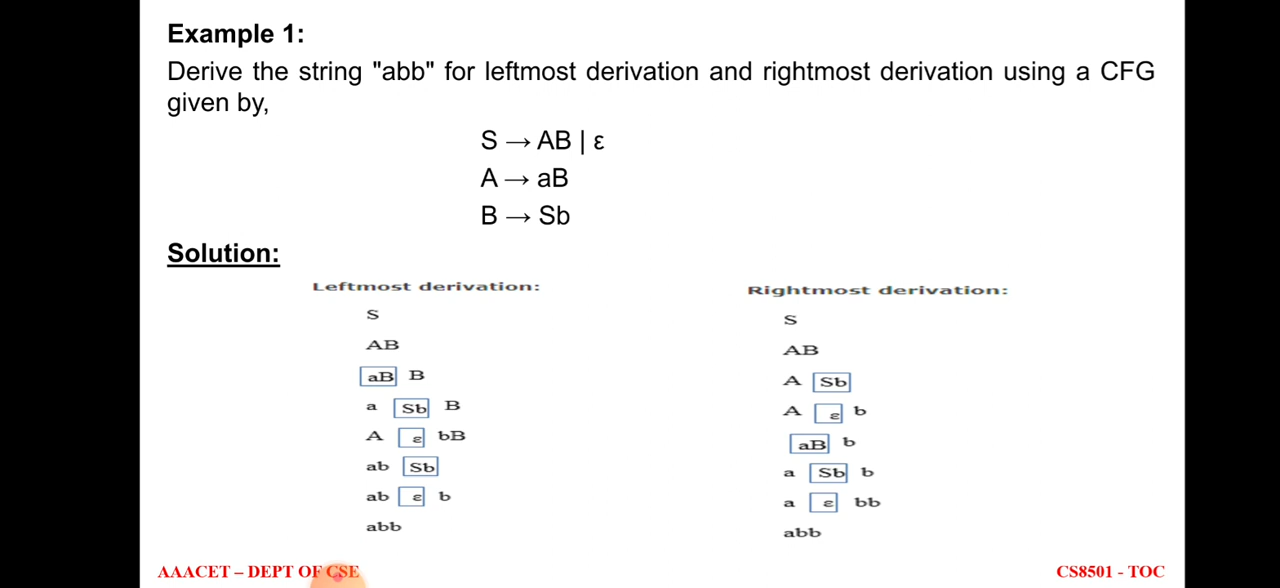 Example 1:
Derive the string "abb" for leftmost derivation and rightmost derivation using a CFG
given by,
S → AB | ε
A → aB
B → Sb
Solution:
Leftmost derivation:
S
AB
aB B
a Sb B
A ε bB
ab Sb
ab ε b
abb
Rightmost derivation:
S
AB
A Sb
A ε b
aB b
a Sb b
a ε bb
abb
AAACET – DEPT OF CSE
CS8501 - TOC